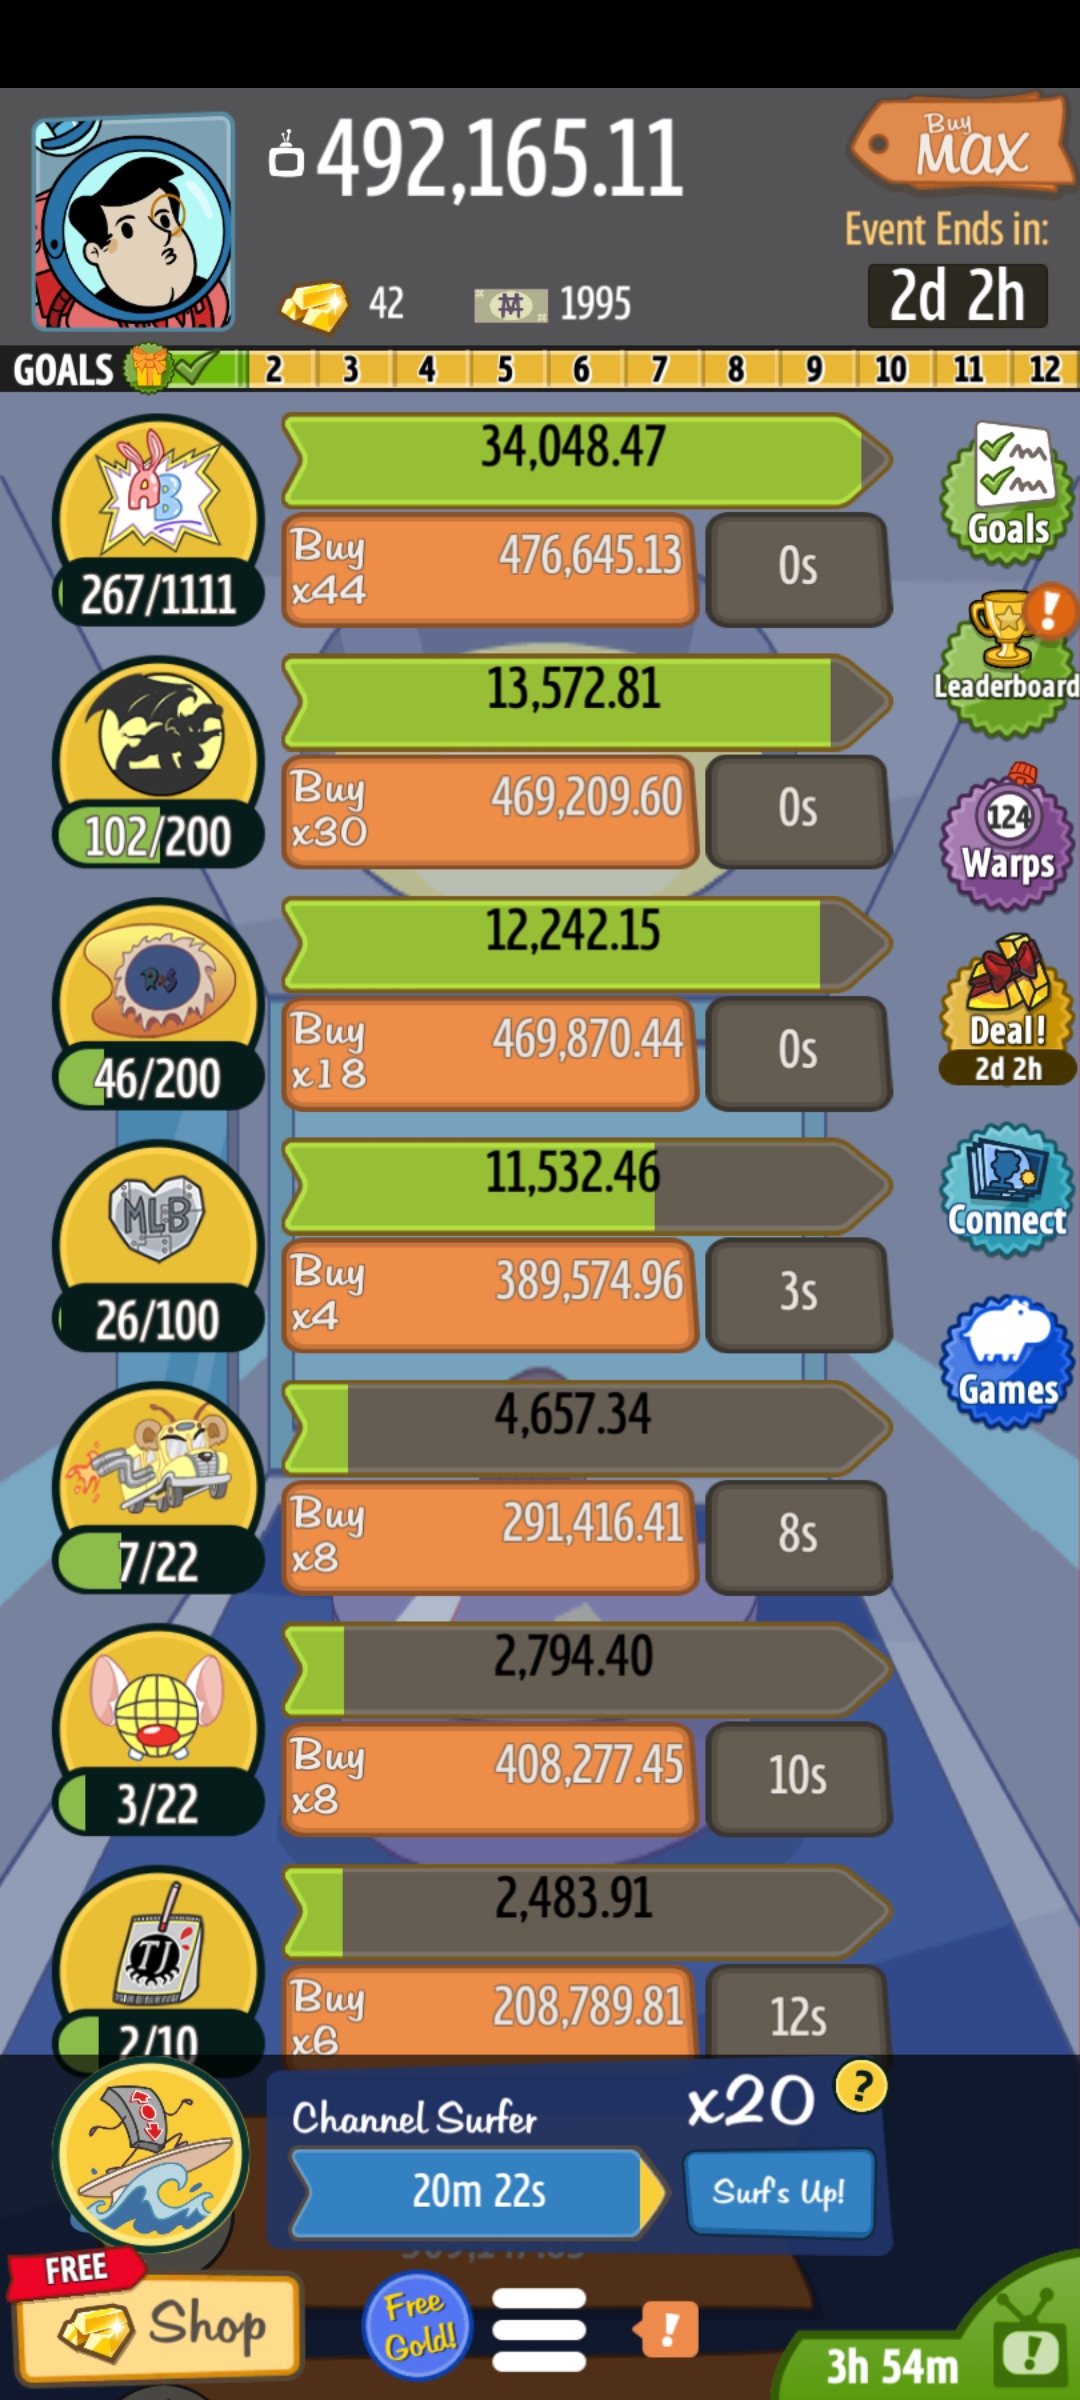 492,165.11
Buy
MAX
Event Ends in:
42
1995
2d 2h
GOALS 2 3 4 5 6 7 8 9 10 11 12
AB
34,048.47
Buy
x44
476,645.13
0s
267/1111
Goals
13,572.81
Buy
x30
469,209.60
0s
102/200
Leaderboard
124
Warps
12,242.15
R&S
Buy
x18
469,870.44
0s
46/200
Deal!
2d 2h
11,532.46
MLB
Buy
x4
389,574.96
3s
26/100
Connect
4,657.34
Buy
x8
291,416.41
8s
7/22
Games
2,794.40
Buy
x8
408,277.45
10s
3/22
2,483.91
TJ
Buy
x6
208,789.81
12s
2/10
Channel Surfer
x20
?
20m 22s
Surf's Up!
FREE
Shop
Free
Gold!
!
3h 54m
!